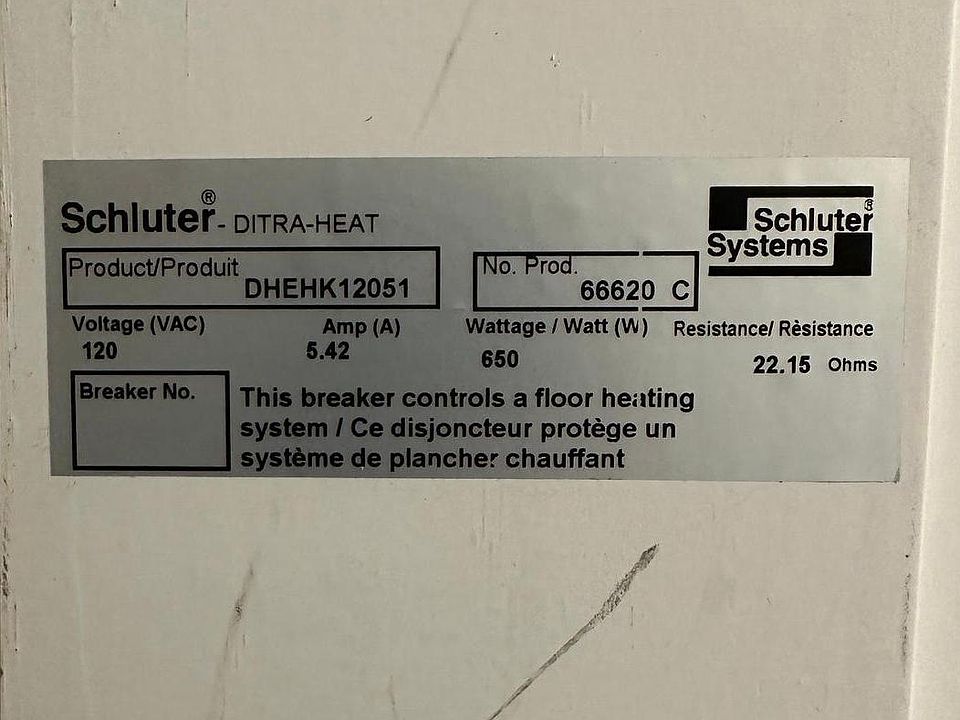 Schluter®- DITRA-HEAT
Schluter®
Systems
Product/Produit
DHEHK12051
No. Prod.
66620 C
Voltage (VAC)
120
Amp (A)
5.42
Wattage / Watt (W)
650
Resistance/ Rèsistance
22.15 Ohms
Breaker No.
This breaker controls a floor heating
system / Ce disjoncteur protège un
système de plancher chauffant